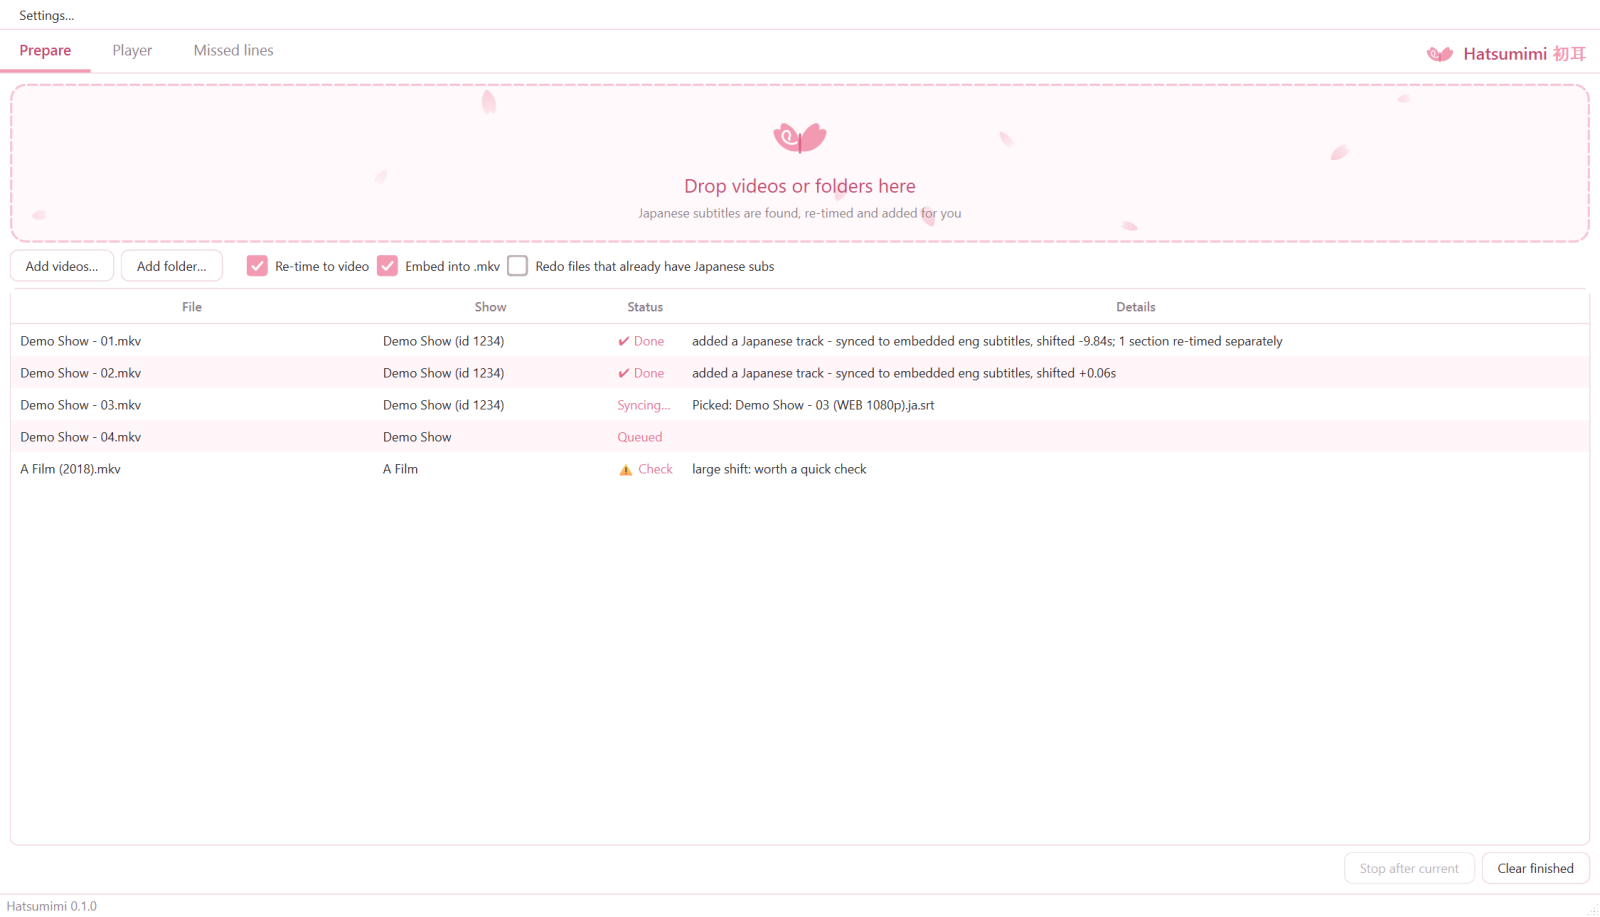 Settings...
Prepare Player Missed lines Hatsumimi 初耳
Drop videos or folders here
Japanese subtitles are found, re-timed and added for you
Add videos... Add folder... Re-time to video Embed into .mkv Redo files that already have Japanese subs
File Show Status Details
Demo Show - 01.mkv Demo Show (id 1234) ✔ Done added a Japanese track - synced to embedded eng subtitles, shifted -9.84s; 1 section re-timed separately
Demo Show - 02.mkv Demo Show (id 1234) ✔ Done added a Japanese track - synced to embedded eng subtitles, shifted +0.06s
Demo Show - 03.mkv Demo Show (id 1234) Syncing... Picked: Demo Show - 03 (WEB 1080p).ja.srt
Demo Show - 04.mkv Demo Show Queued
A Film (2018).mkv A Film ⚠ Check large shift: worth a quick check
Stop after current Clear finished
Hatsumimi 0.1.0